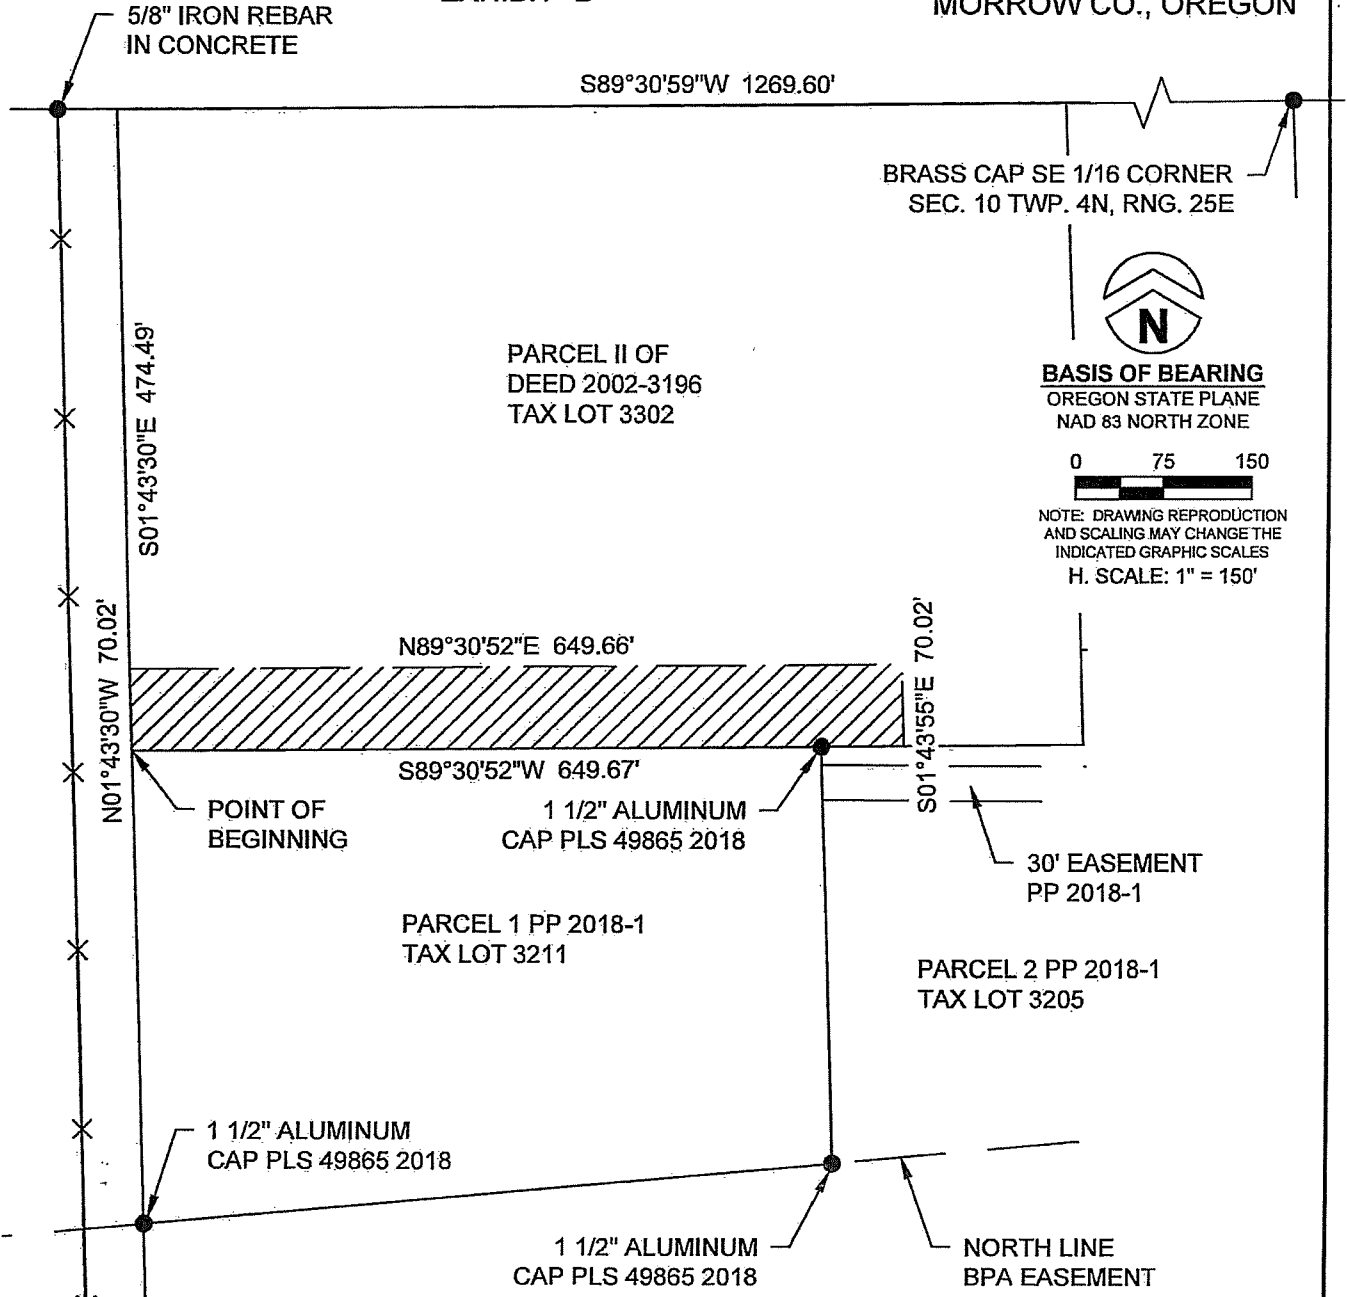 EXHIBIT "B"
MORROW CO., OREGON
5/8" IRON REBAR
IN CONCRETE
S89°30'59"W 1269.60'
BRASS CAP SE 1/16 CORNER
SEC. 10 TWP. 4N, RNG. 25E
N
BASIS OF BEARING
OREGON STATE PLANE
NAD 83 NORTH ZONE
0 75 150
NOTE: DRAWING REPRODUCTION
AND SCALING MAY CHANGE THE
INDICATED GRAPHIC SCALES
H. SCALE: 1" = 150'
S01°43'30"E 474.49'
PARCEL II OF
DEED 2002-3196
TAX LOT 3302
N01°43'30"W 70.02'
N89°30'52"E 649.66'
S01°43'55"E 70.02'
S89°30'52"W 649.67'
POINT OF
BEGINNING
1 1/2" ALUMINUM
CAP PLS 49865 2018
30' EASEMENT
PP 2018-1
PARCEL 1 PP 2018-1
TAX LOT 3211
PARCEL 2 PP 2018-1
TAX LOT 3205
1 1/2" ALUMINUM
CAP PLS 49865 2018
1 1/2" ALUMINUM
CAP PLS 49865 2018
NORTH LINE
BPA EASEMENT